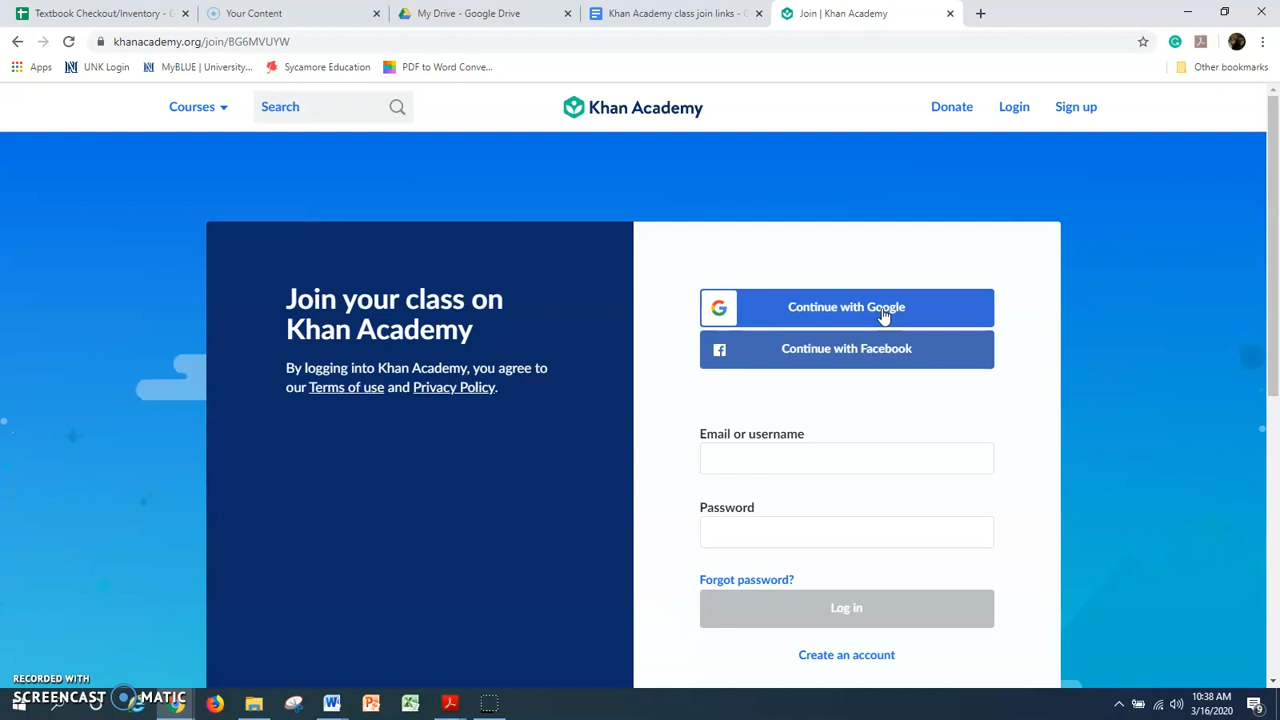 Textbook Checkout/Inventory - G
Your Content
My Drive - Google Drive
Khan Academy class join links - G
Join | Khan Academy
khanacademy.org/join/BG6MVUYW
Apps
UNK Login
MyBLUE | University...
Sycamore Education
PDF to Word Conve...
Other bookmarks
Courses
Search
Khan Academy
Donate
Login
Sign up
Join your class on
Khan Academy
By logging into Khan Academy, you agree to
our Terms of use and Privacy Policy.
Continue with Google
Continue with Facebook
Email or username
Password
Forgot password?
Log in
Create an account
RECORDED WITH
SCREENCAST MATIC
10:38 AM
3/16/2020